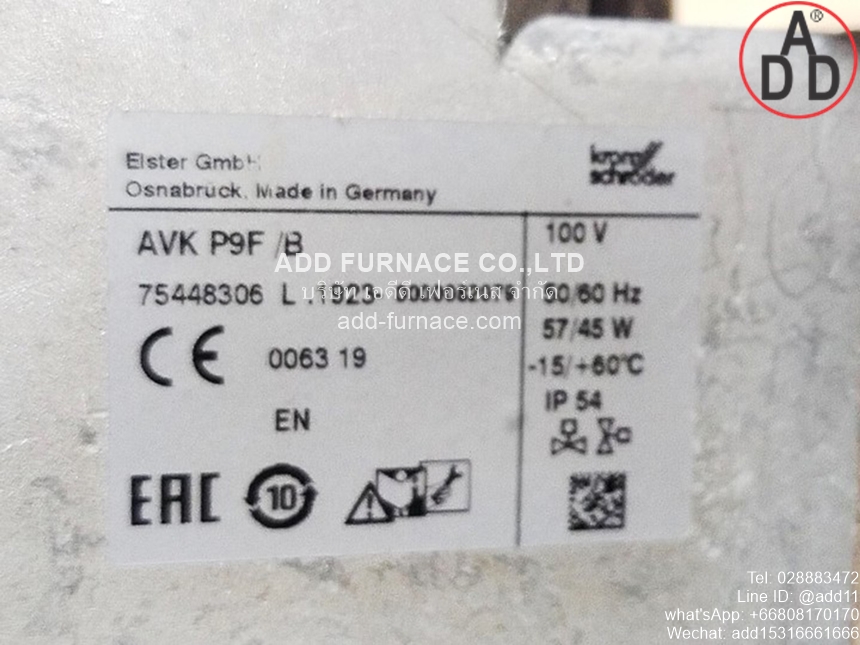 ADD®
Elster GmbH
Osnabrück, Made in Germany
kromschröder
AVK P9F /B
100 V
ADD FURNACE CO.,LTD
75448306 L
/60 Hz
บริษัท เอดีดี เฟอร์เนส จำกัด
add-furnace.com
57/45 W
CE 0063 19
-15/+60°C
IP 54
EN
EAC 10
Tel: 028883472
Line ID: @add11
what'sApp: +66808170170
Wechat: add15316661666